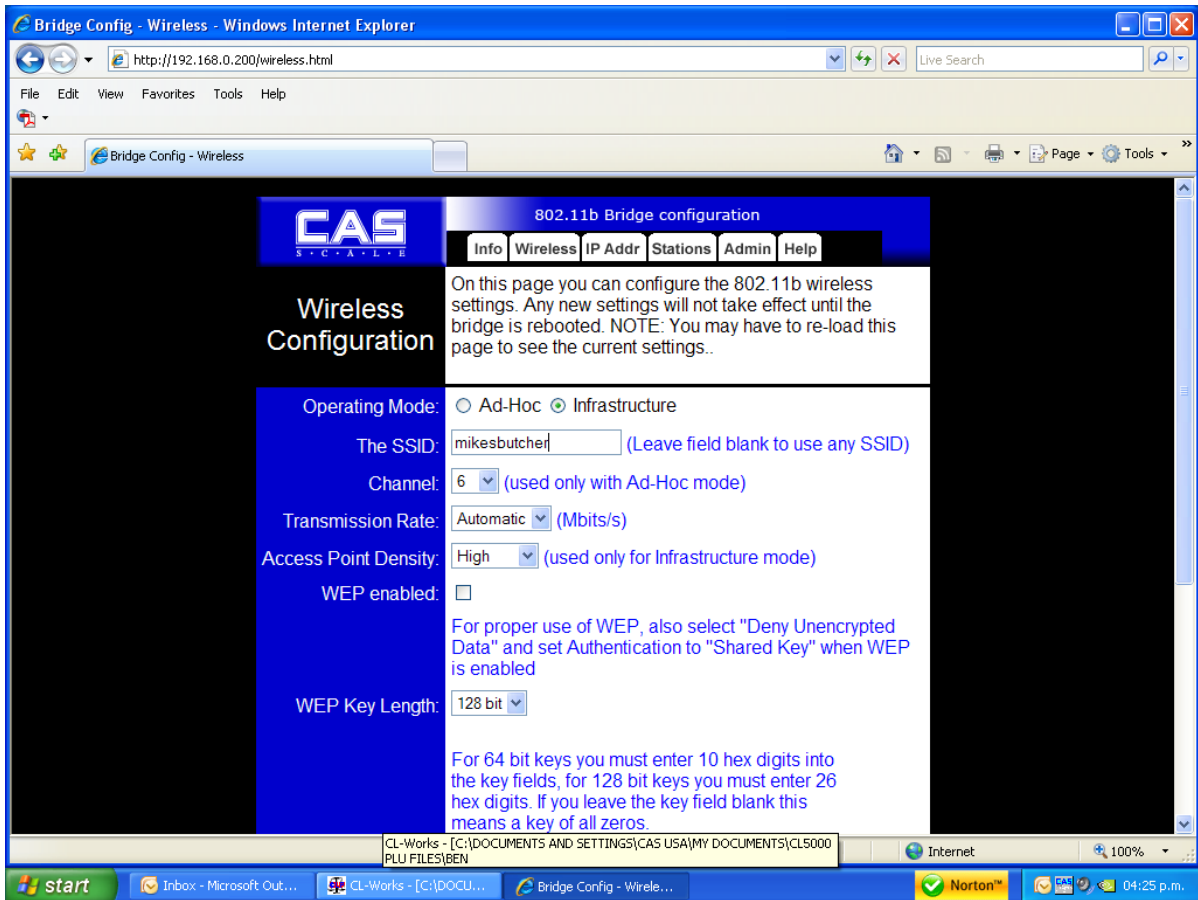 Bridge Config - Wireless - Windows Internet Explorer
http://192.168.0.200/wireless.html
Live Search
File Edit View Favorites Tools Help
Bridge Config - Wireless
Page Tools »
CAS
S·C·A·L·E
802.11b Bridge configuration
Info Wireless IP Addr Stations Admin Help
Wireless
Configuration
On this page you can configure the 802.11b wireless
settings. Any new settings will not take effect until the
bridge is rebooted. NOTE: You may have to re-load this
page to see the current settings..
Operating Mode: Ad-Hoc Infrastructure
The SSID: mikesbutcher (Leave field blank to use any SSID)
Channel: 6 (used only with Ad-Hoc mode)
Transmission Rate: Automatic (Mbits/s)
Access Point Density: High (used only for Infrastructure mode)
WEP enabled:
For proper use of WEP, also select "Deny Unencrypted
Data" and set Authentication to "Shared Key" when WEP
is enabled
WEP Key Length: 128 bit
For 64 bit keys you must enter 10 hex digits into
the key fields, for 128 bit keys you must enter 26
hex digits. If you leave the key field blank this
means a key of all zeros.
CL-Works - [C:\DOCUMENTS AND SETTINGS\CAS USA\MY DOCUMENTS\CL5000
PLU FILES\BEN
Internet 100%
start Inbox - Microsoft Out... CL-Works - [C:\DOCU... Bridge Config - Wirele... Norton™ CAS 04:25 p.m.